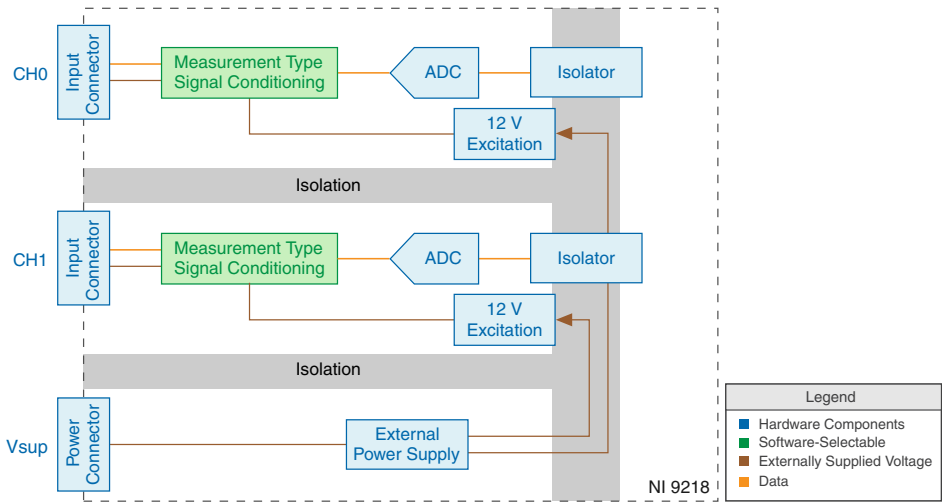 CH0
Input
Connector
Measurement Type
Signal Conditioning
ADC
Isolator
12 V
Excitation
Isolation
CH1
Input
Connector
Measurement Type
Signal Conditioning
ADC
Isolator
12 V
Excitation
Isolation
Vsup
Power
Connector
External
Power Supply
NI 9218
Legend
Hardware Components
Software-Selectable
Externally Supplied Voltage
Data